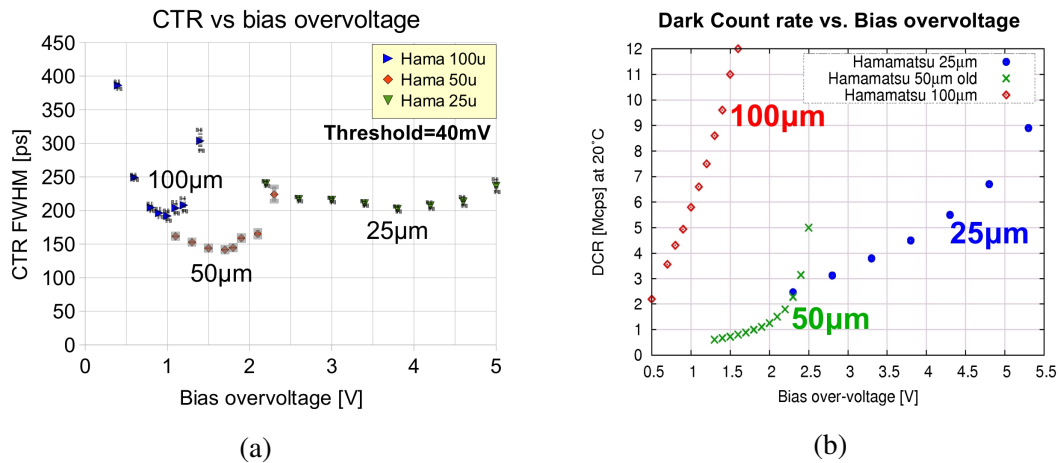 CTR vs bias overvoltage
450
400
350
300
250
200
150
100
50
0
CTR FWHM [ps]
Hama 100u
Hama 50u
Hama 25u
Threshold=40mV
100µm
50µm
25µm
0 1 2 3 4 5
Bias overvoltage [V]
(a)
Dark Count rate vs. Bias overvoltage
12
11
10
9
8
7
6
5
4
3
2
1
0
DCR [Mcps] at 20°C
Hamamatsu 25µm
Hamamatsu 50µm old
Hamamatsu 100µm
100µm
25µm
50µm
0.5 1 1.5 2 2.5 3 3.5 4 4.5 5 5.5
Bias over-voltage [V]
(b)